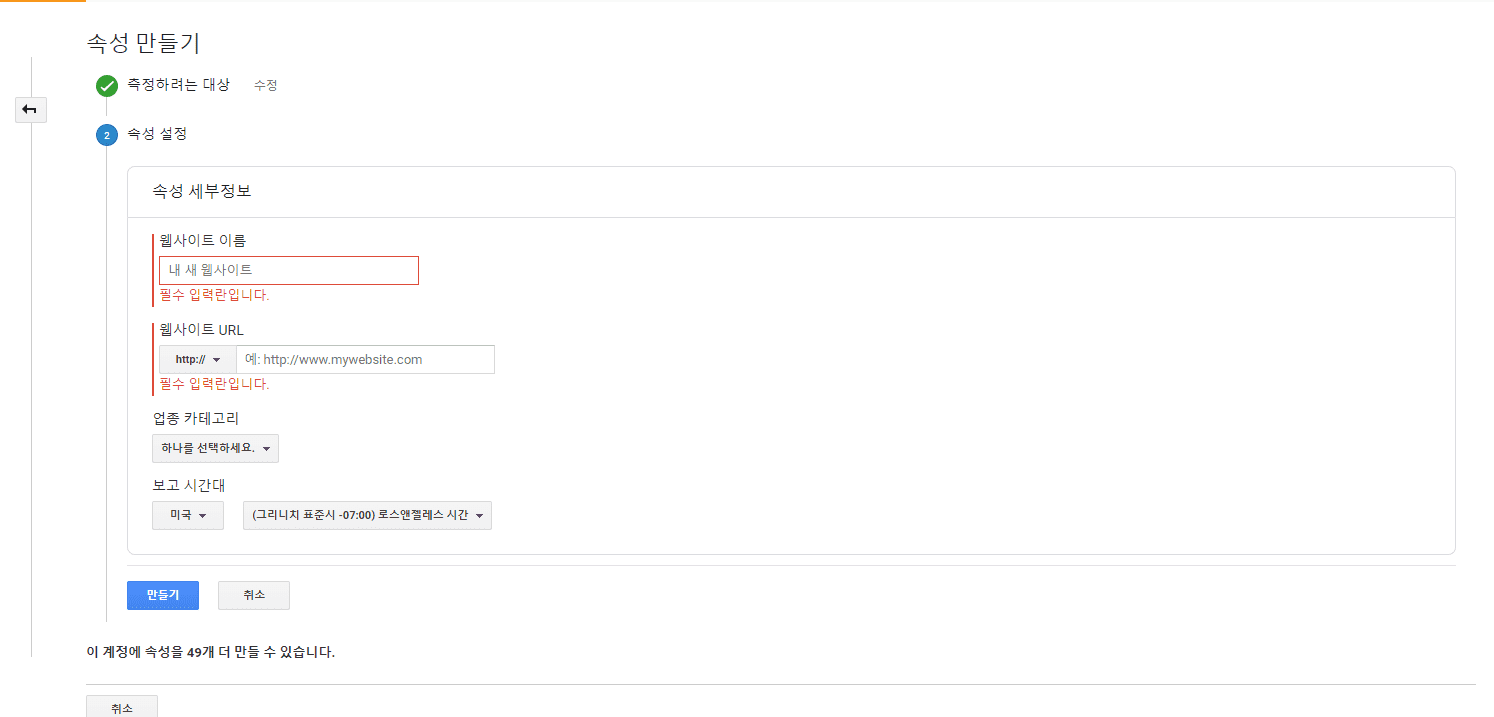 속성 만들기
측정하려는 대상 수정
2 속성 설정
속성 세부정보
웹사이트 이름
내 새 웹사이트
필수 입력란입니다.
웹사이트 URL
http:// 예: http://www.mywebsite.com
필수 입력란입니다.
업종 카테고리
하나를 선택하세요.
보고 시간대
미국 (그리니치 표준시 -07:00) 로스앤젤레스 시간
만들기 취소
이 계정에 속성을 49개 더 만들 수 있습니다.
취소